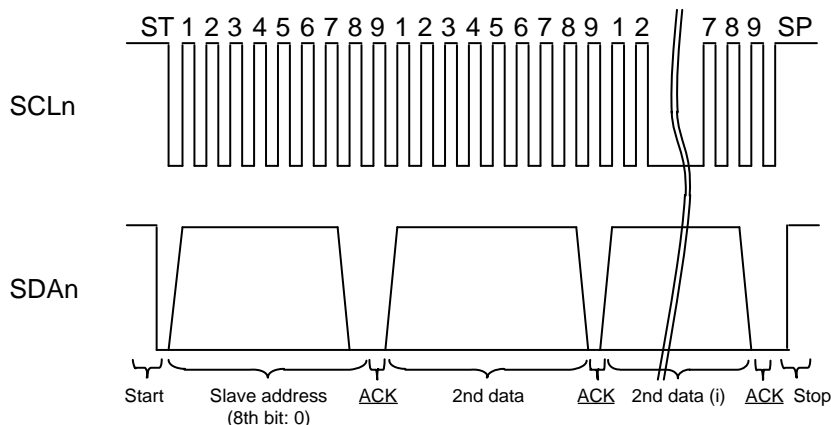 ST 1 2 3 4 5 6 7 8 9 1 2 3 4 5 6 7 8 9 1 2 7 8 9 SP
SCLn
SDAn
Start Slave address ACK 2nd data ACK 2nd data (i) ACK Stop
(8th bit: 0)